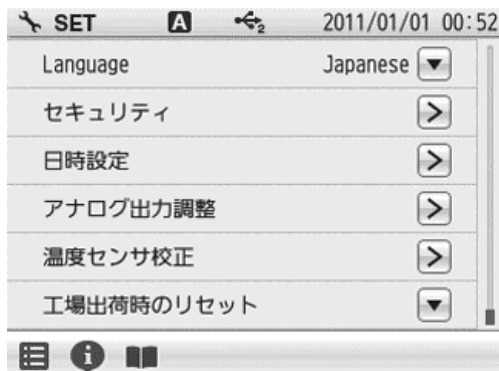 SET A 2 2011/01/01 00:52
Language Japanese
セキュリティ
日時設定
アナログ出力調整
温度センサ校正
工場出荷時のリセット